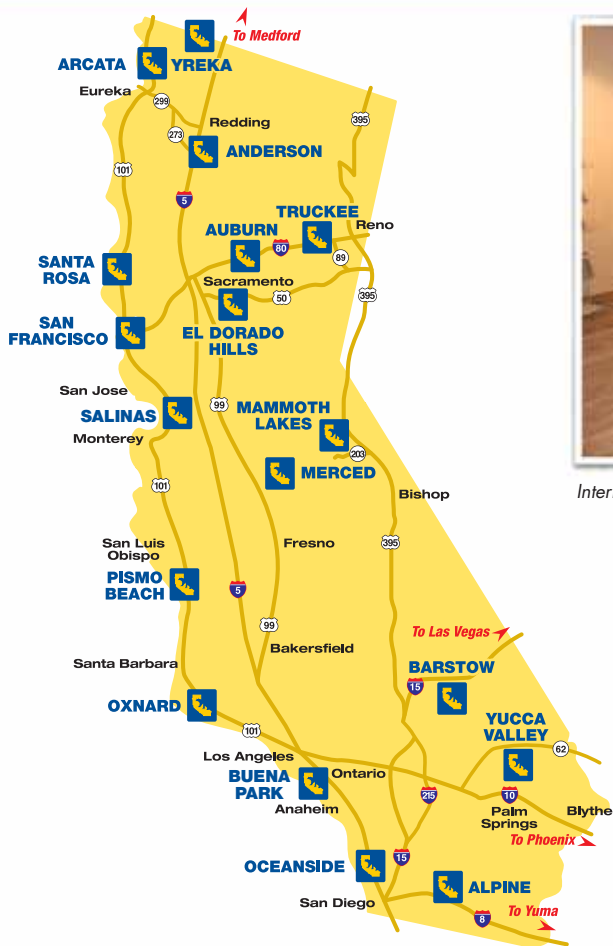 To Medford
ARCATA
YREKA
Eureka
299
Redding
273
ANDERSON
395
101
5
TRUCKEE
AUBURN
Reno
80
89
SANTA
ROSA
Sacramento
50
395
SAN
FRANCISCO
EL DORADO
HILLS
San Jose
SALINAS
99
MAMMOTH
LAKES
Monterey
203
MERCED
101
Bishop
Inter
San Luis
Obispo
Fresno
395
PISMO
BEACH
5
99
To Las Vegas
Bakersfield
Santa Barbara
BARSTOW
15
OXNARD
YUCCA
VALLEY
101
62
Los Angeles
BUENA
PARK
Ontario
215
10
Anaheim
Palm
Springs
Blythe
To Phoenix
OCEANSIDE
15
ALPINE
San Diego
To Yuma
8